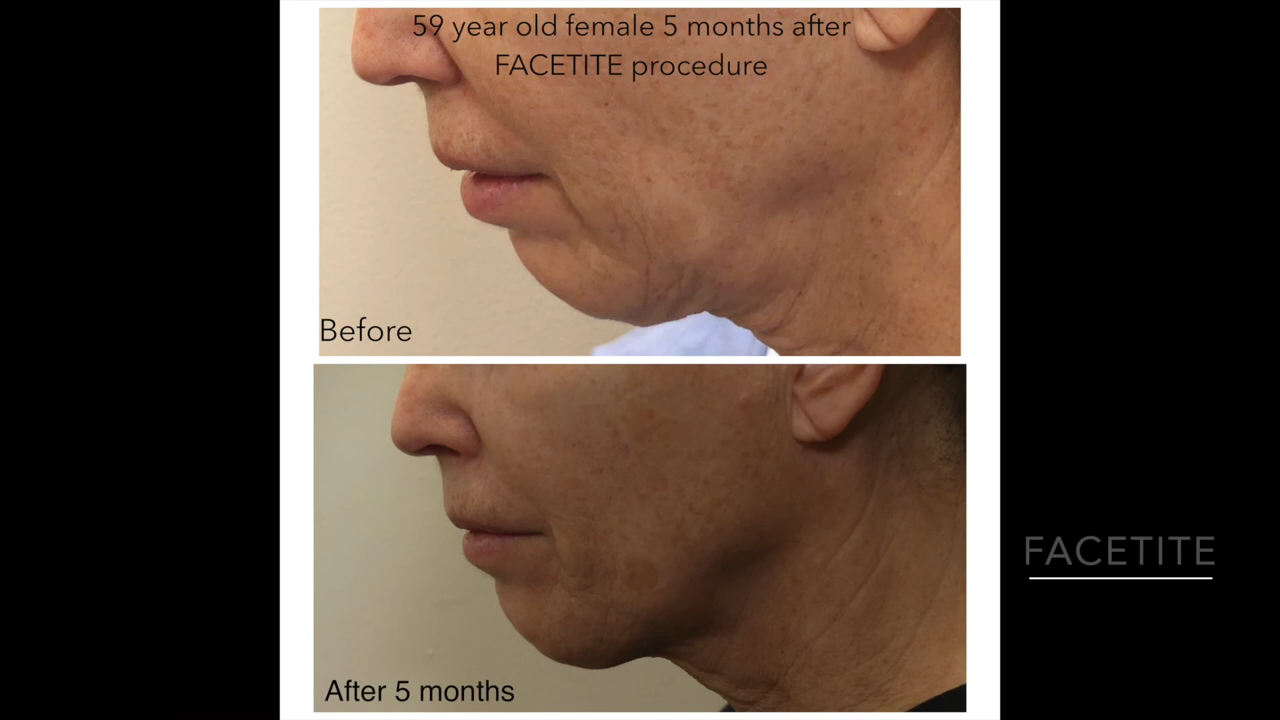 59 year old female 5 months after
FACETITE procedure
Before
After 5 months
FACETITE